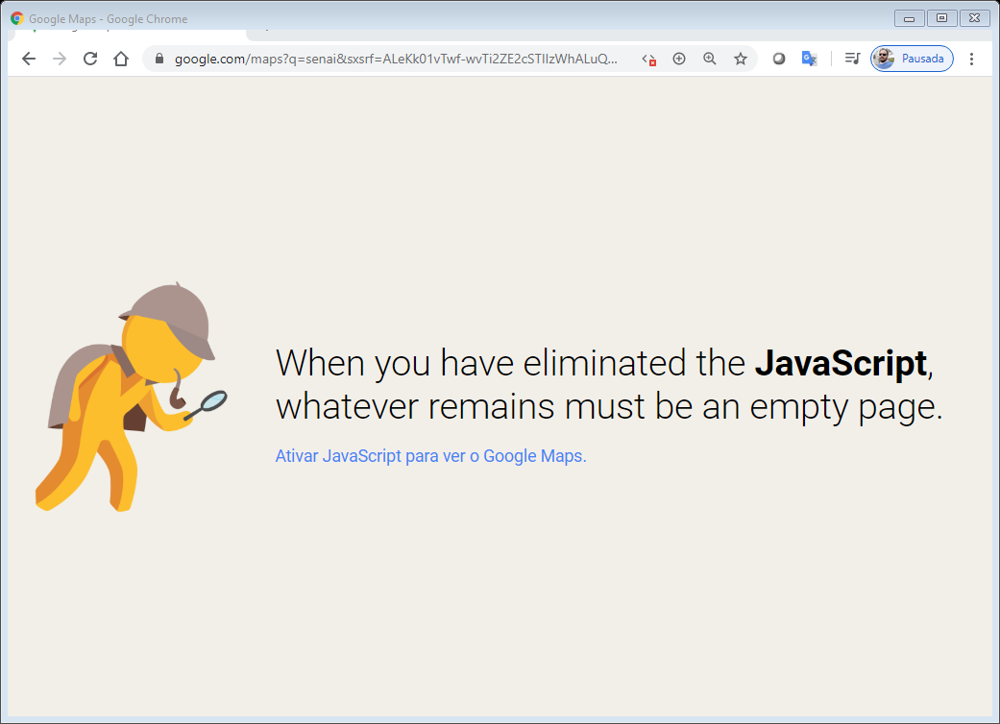 Google Maps - Google Chrome
google.com/maps?q=senai&sxsrf=ALeKk01vTwf-wvTi2ZE2cSTIIzWhALuQ...
Pausada
When you have eliminated the JavaScript,
whatever remains must be an empty page.
Ativar JavaScript para ver o Google Maps.